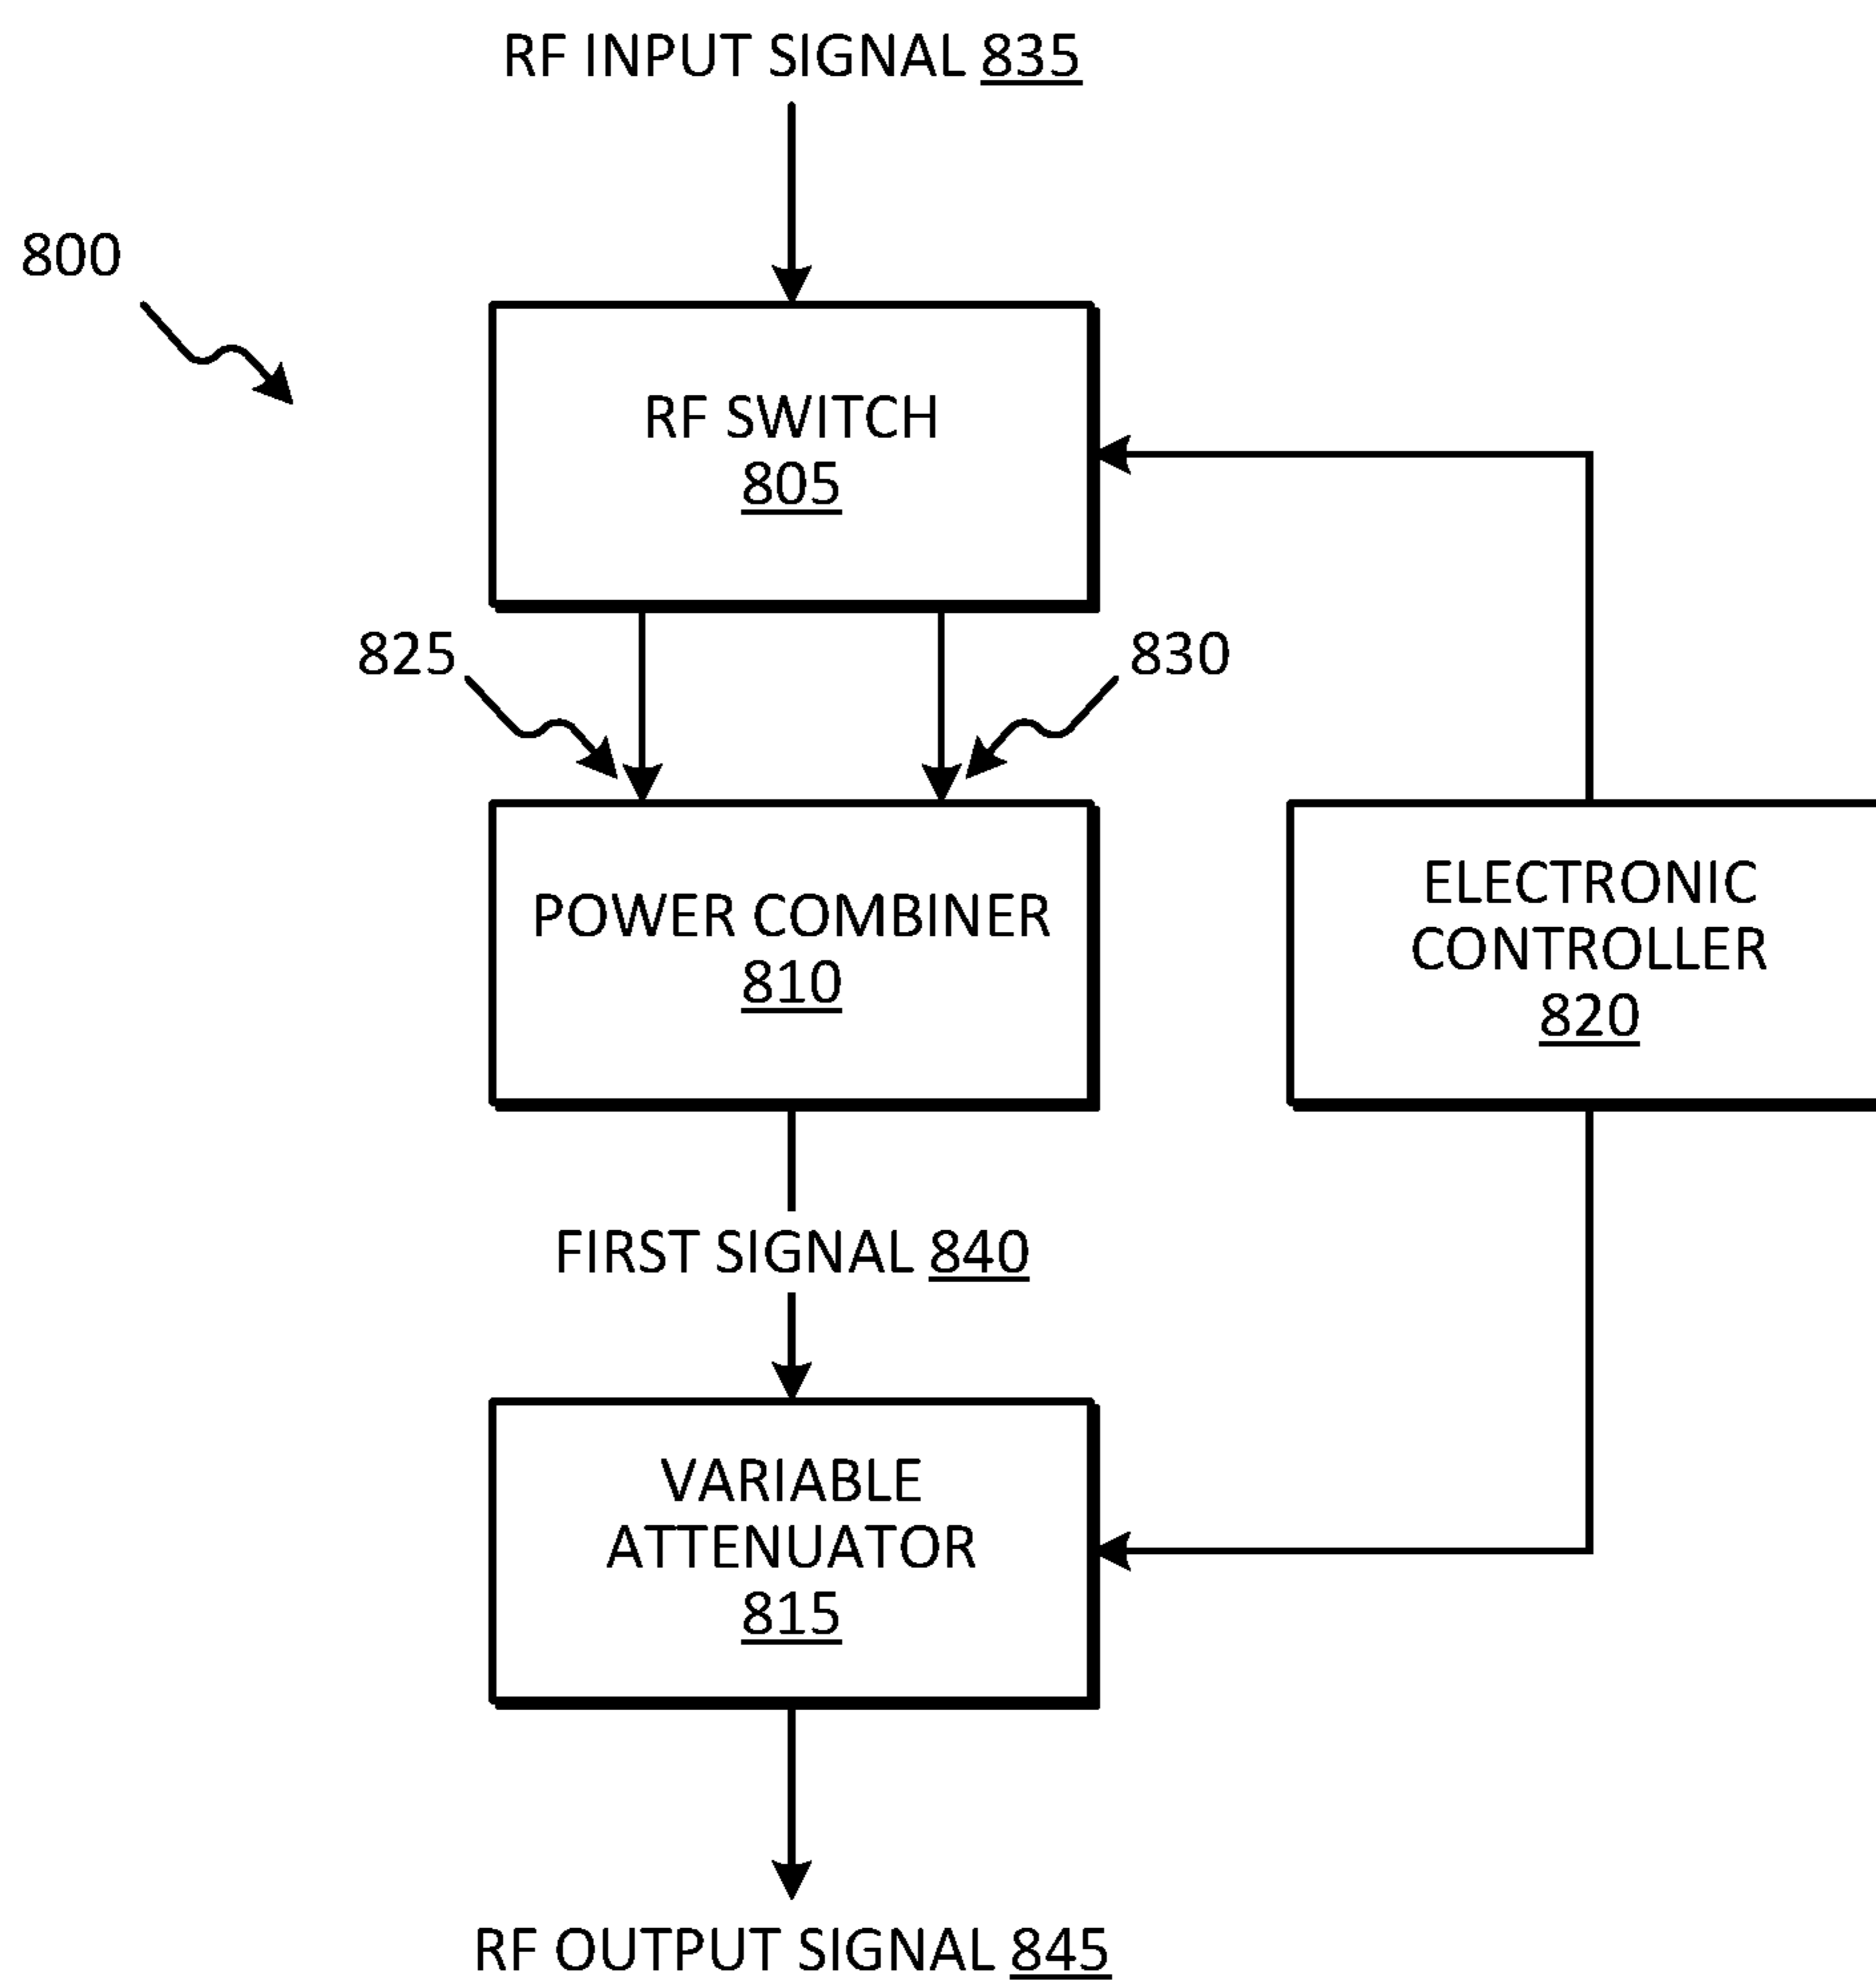 RF INPUT SIGNAL 835
800
RF SWITCH
805
825
830
POWER COMBINER
810
ELECTRONIC
CONTROLLER
820
FIRST SIGNAL 840
VARIABLE
ATTENUATOR
815
RF OUTPUT SIGNAL 845